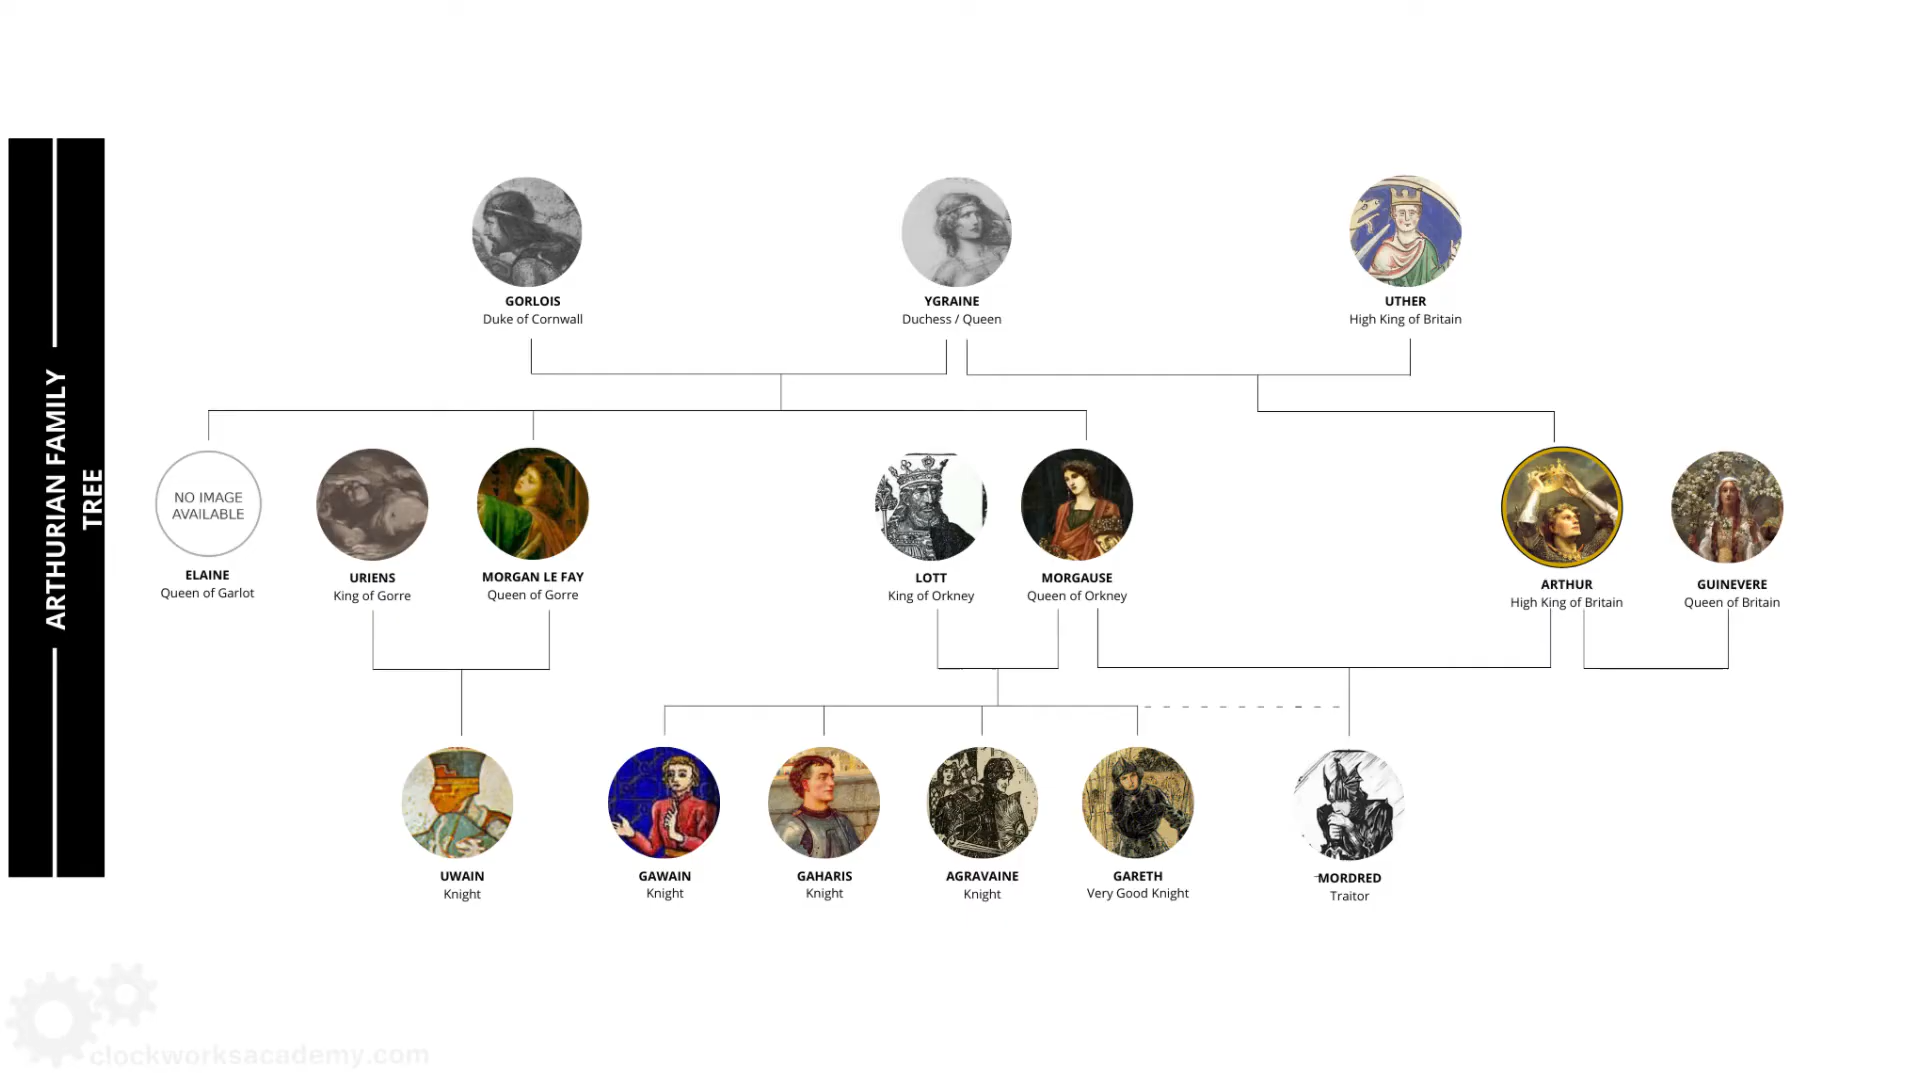 ARTHURIAN FAMILY
TREE
GORLOIS
Duke of Cornwall
YGRAINE
Duchess / Queen
UTHER
High King of Britain
NO IMAGE
AVAILABLE
ELAINE
Queen of Garlot
URIENS
King of Gorre
MORGAN LE FAY
Queen of Gorre
LOTT
King of Orkney
MORGAUSE
Queen of Orkney
ARTHUR
High King of Britain
GUINEVERE
Queen of Britain
UWAIN
Knight
GAWAIN
Knight
GAHARIS
Knight
AGRAVAINE
Knight
GARETH
Very Good Knight
MORDRED
Traitor
clockworksacademy.com